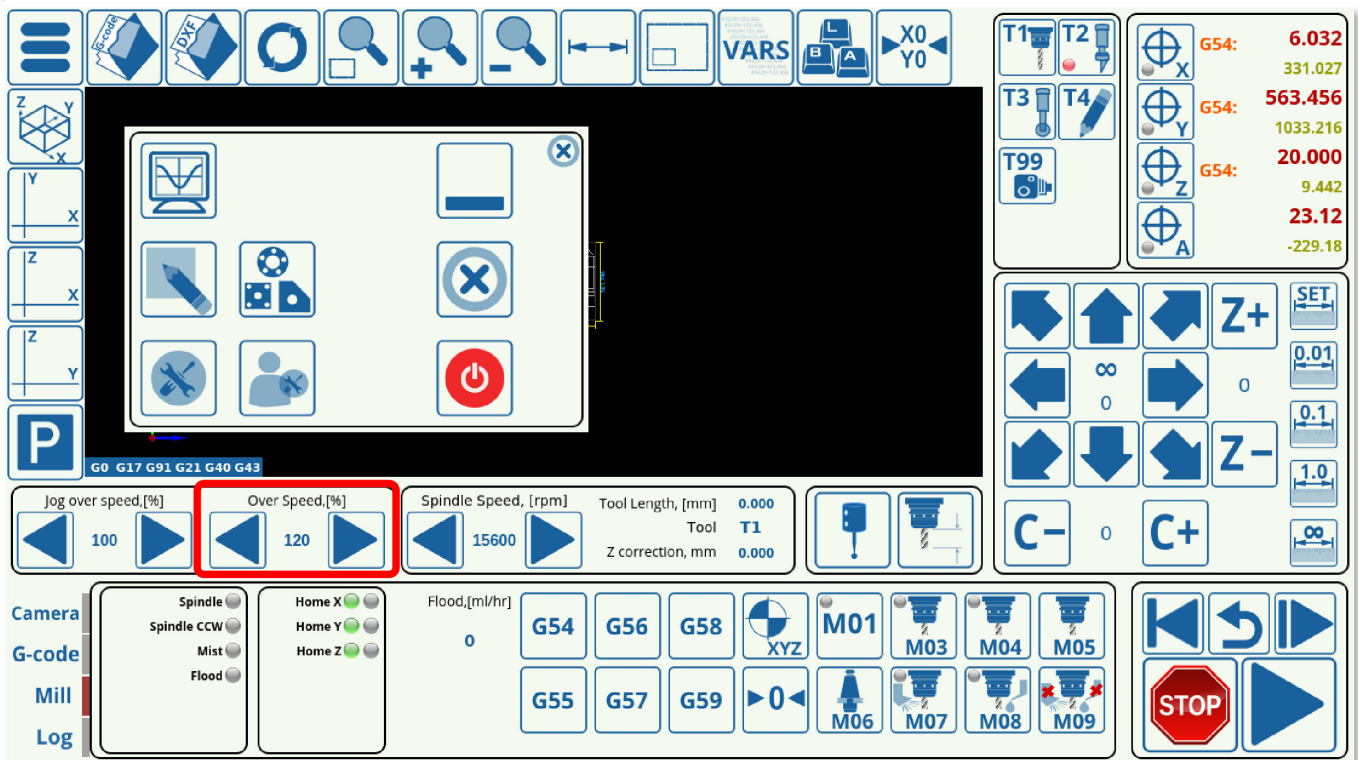 G-code
DXF
VARS
L
B A
X0
Y0
T1 T2
T3 T4
T99
X G54: 6.032
331.027
Y G54: 563.456
1033.216
Z G54: 20.000
9.442
A 23.12
-229.18
Z Y
X
Y
X
Z
X
Z
Y
P
G0 G17 G91 G21 G40 G43
Z+
∞
0
0
Z−
C−
0
C+
SET
0.01
0.1
1.0
∞
Jog over speed,[%]
100
Over Speed,[%]
120
Spindle Speed, [rpm]
15600
Tool Length, [mm] 0.000
Tool T1
Z correction, mm 0.000
Camera
G-code
Mill
Log
Spindle
Spindle CCW
Mist
Flood
Home X
Home Y
Home Z
Flood,[ml/hr]
0
G54 G56 G58 XYZ M01 M03 M04 M05
G55 G57 G59 0 M06 M07 M08 M09
STOP